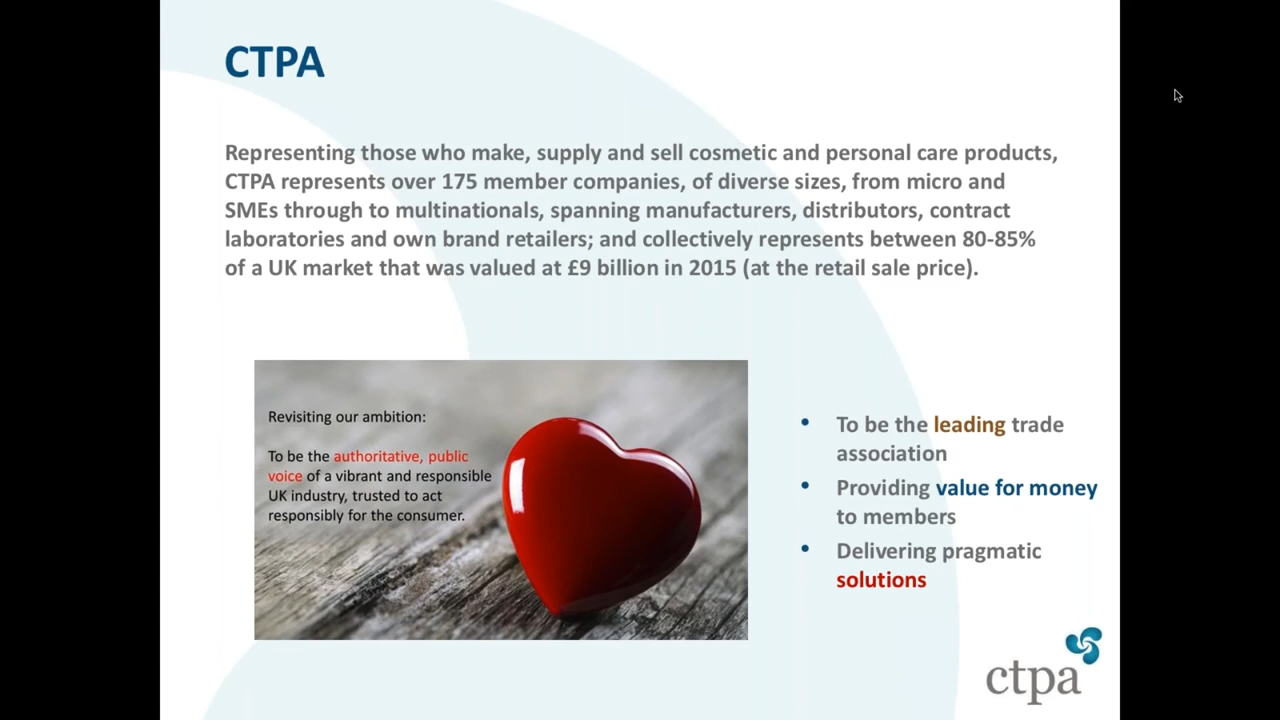 CTPA
Representing those who make, supply and sell cosmetic and personal care products,
CTPA represents over 175 member companies, of diverse sizes, from micro and
SMEs through to multinationals, spanning manufacturers, distributors, contract
laboratories and own brand retailers; and collectively represents between 80-85%
of a UK market that was valued at £9 billion in 2015 (at the retail sale price).
Revisiting our ambition:
To be the authoritative, public
voice of a vibrant and responsible
UK industry, trusted to act
responsibly for the consumer.
• To be the leading trade
association
• Providing value for money
to members
• Delivering pragmatic
solutions
ctpa